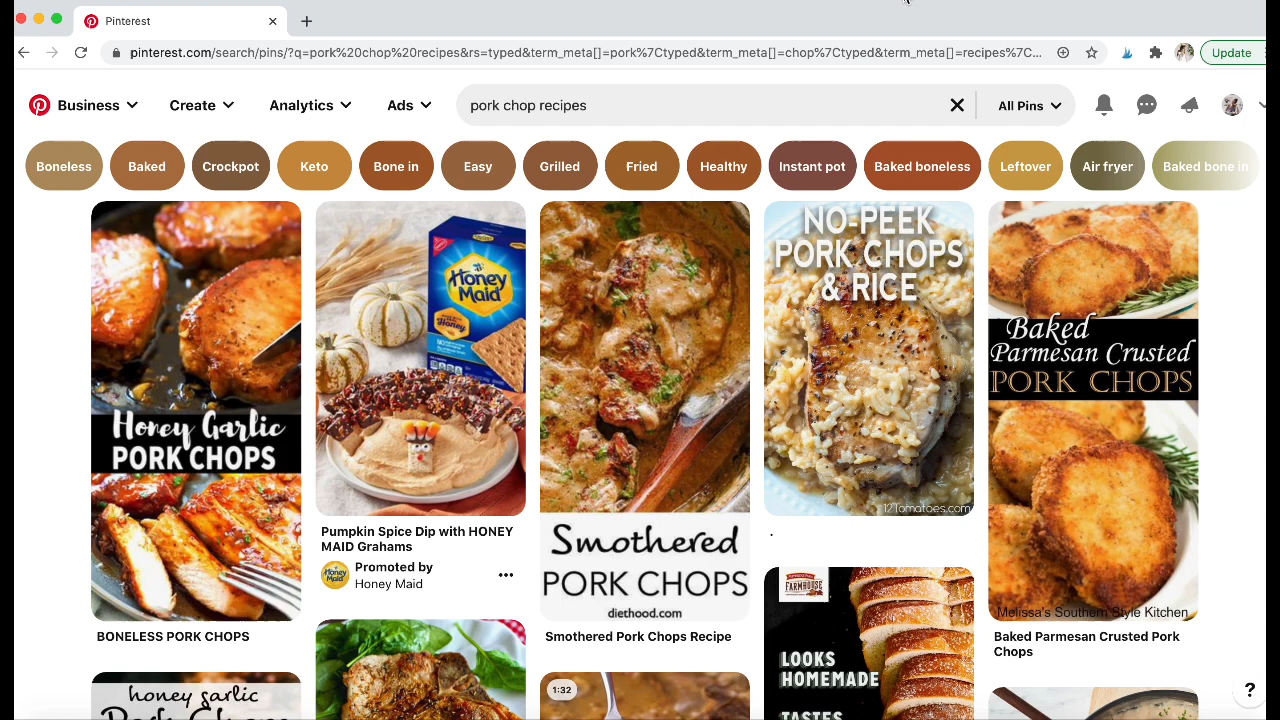 Pinterest
pinterest.com/search/pins/?q=pork%20chop%20recipes&rs=typed&term_meta[]=pork%7Ctyped&term_meta[]=chop%7Ctyped&term_meta[]=recipes%7C...
Update
Business
Create
Analytics
Ads
pork chop recipes
All Pins
Boneless
Baked
Crockpot
Keto
Bone in
Easy
Grilled
Fried
Healthy
Instant pot
Baked boneless
Leftover
Air fryer
Baked bone in
Honey Garlic
PORK CHOPS
BONELESS PORK CHOPS
honey garlic
Pork Chops
Honey
Maid
Honey
Pumpkin Spice Dip with HONEY
MAID Grahams
Promoted by
Honey Maid
Smothered
PORK CHOPS
diethood.com
Smothered Pork Chops Recipe
1:32
NO-PEEK
PORK CHOPS
& RICE
12Tomatoes.com
.
FARMHOUSE
LOOKS
HOMEMADE
TASTES
Baked
Parmesan Crusted
PORK CHOPS
Melissa's Southern Style Kitchen
Baked Parmesan Crusted Pork
Chops
?